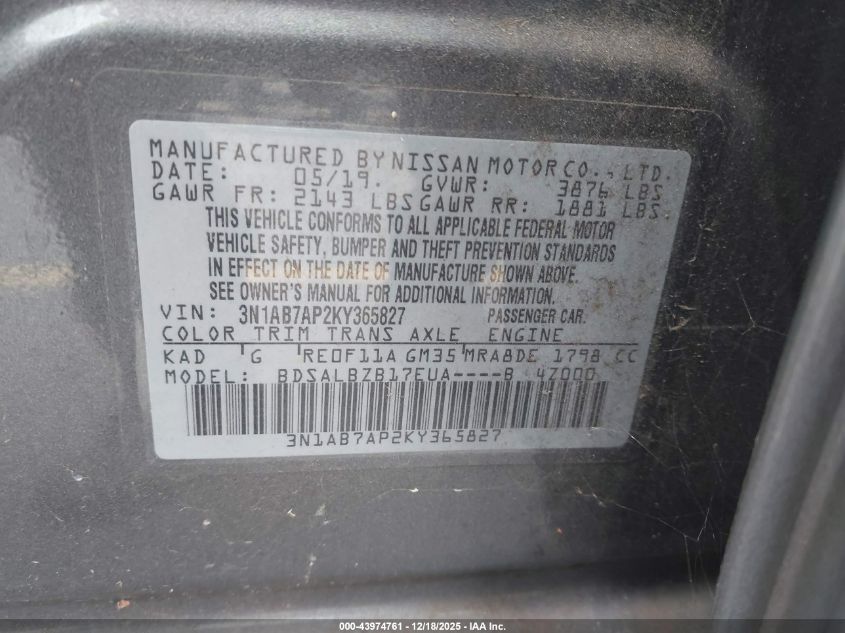 MANUFACTURED BY NISSAN MOTOR CO., LTD.
DATE: 05/19. GVWR: 3876 LBS
GAWR FR: 2143 LBS GAWR RR: 1881 LBS
THIS VEHICLE CONFORMS TO ALL APPLICABLE FEDERAL MOTOR
VEHICLE SAFETY, BUMPER AND THEFT PREVENTION STANDARDS
IN EFFECT ON THE DATE OF MANUFACTURE SHOWN ABOVE.
SEE OWNER'S MANUAL FOR ADDITIONAL INFORMATION.
VIN: 3N1AB7AP2KY365827 PASSENGER CAR.
COLOR TRIM TRANS AXLE ENGINE
KAD G RE0F11A GM35 MRA8DE 1798 CC
MODEL: BDSALBZB17EUA----B 4Z000
3N1AB7AP2KY365827
000-43974761 - 12/18/2025 - IAA Inc.